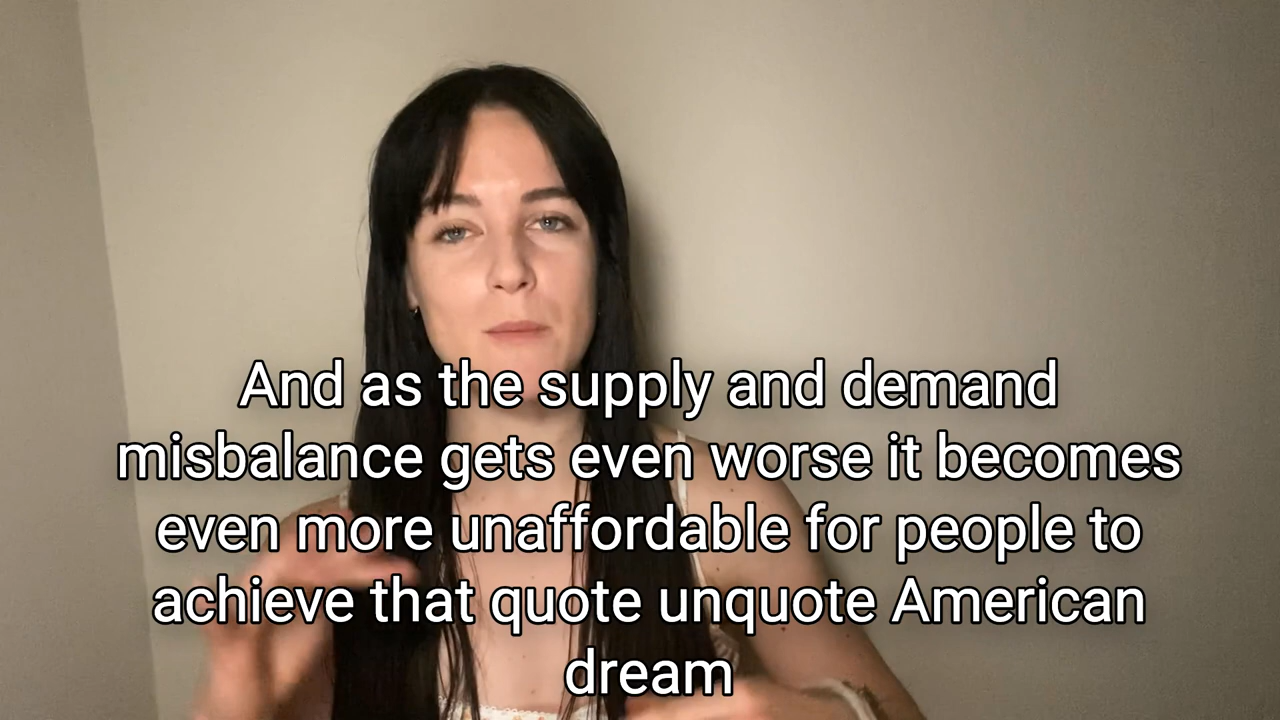 And as the supply and demand
misbalance gets even worse it becomes
even more unaffordable for people to
achieve that quote unquote American
dream